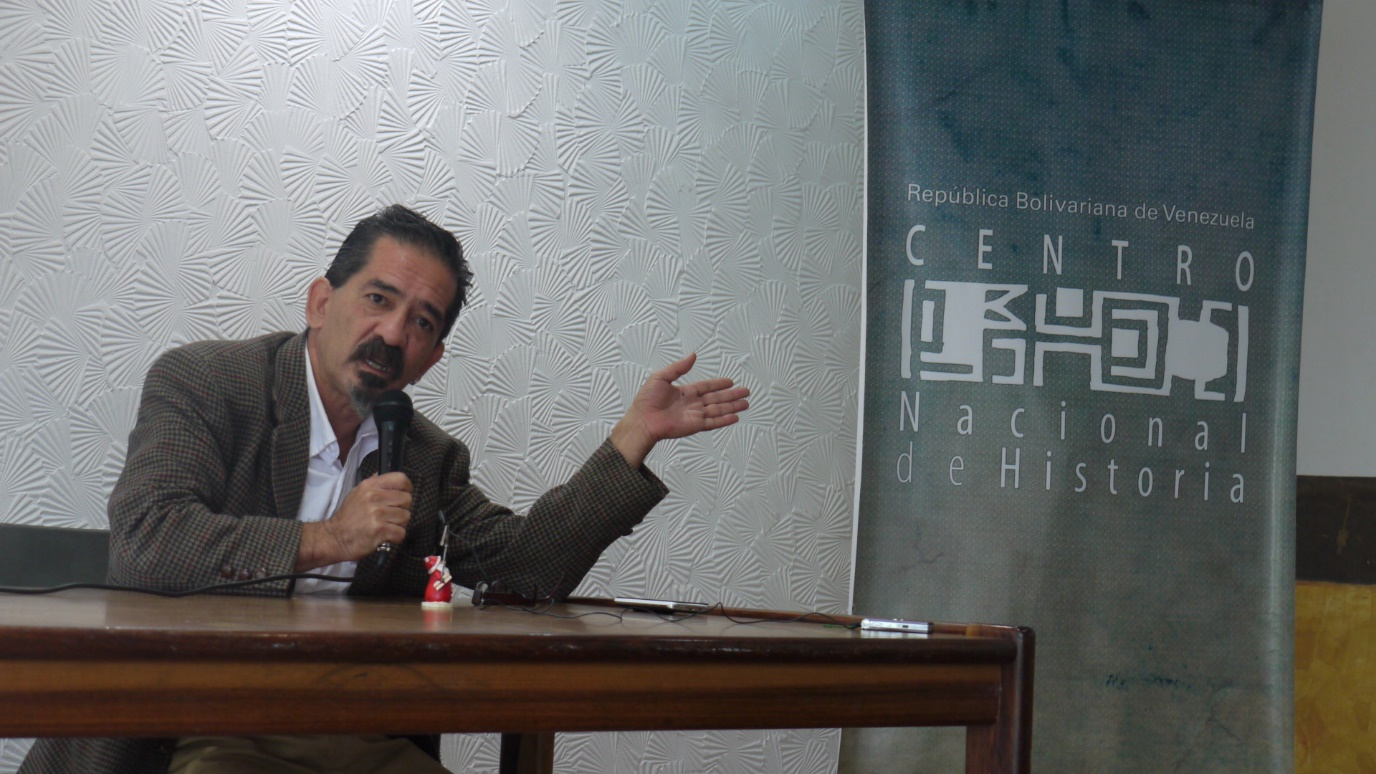 República Bolivariana de Venezuela
CENTRO
Nacional
de Historia